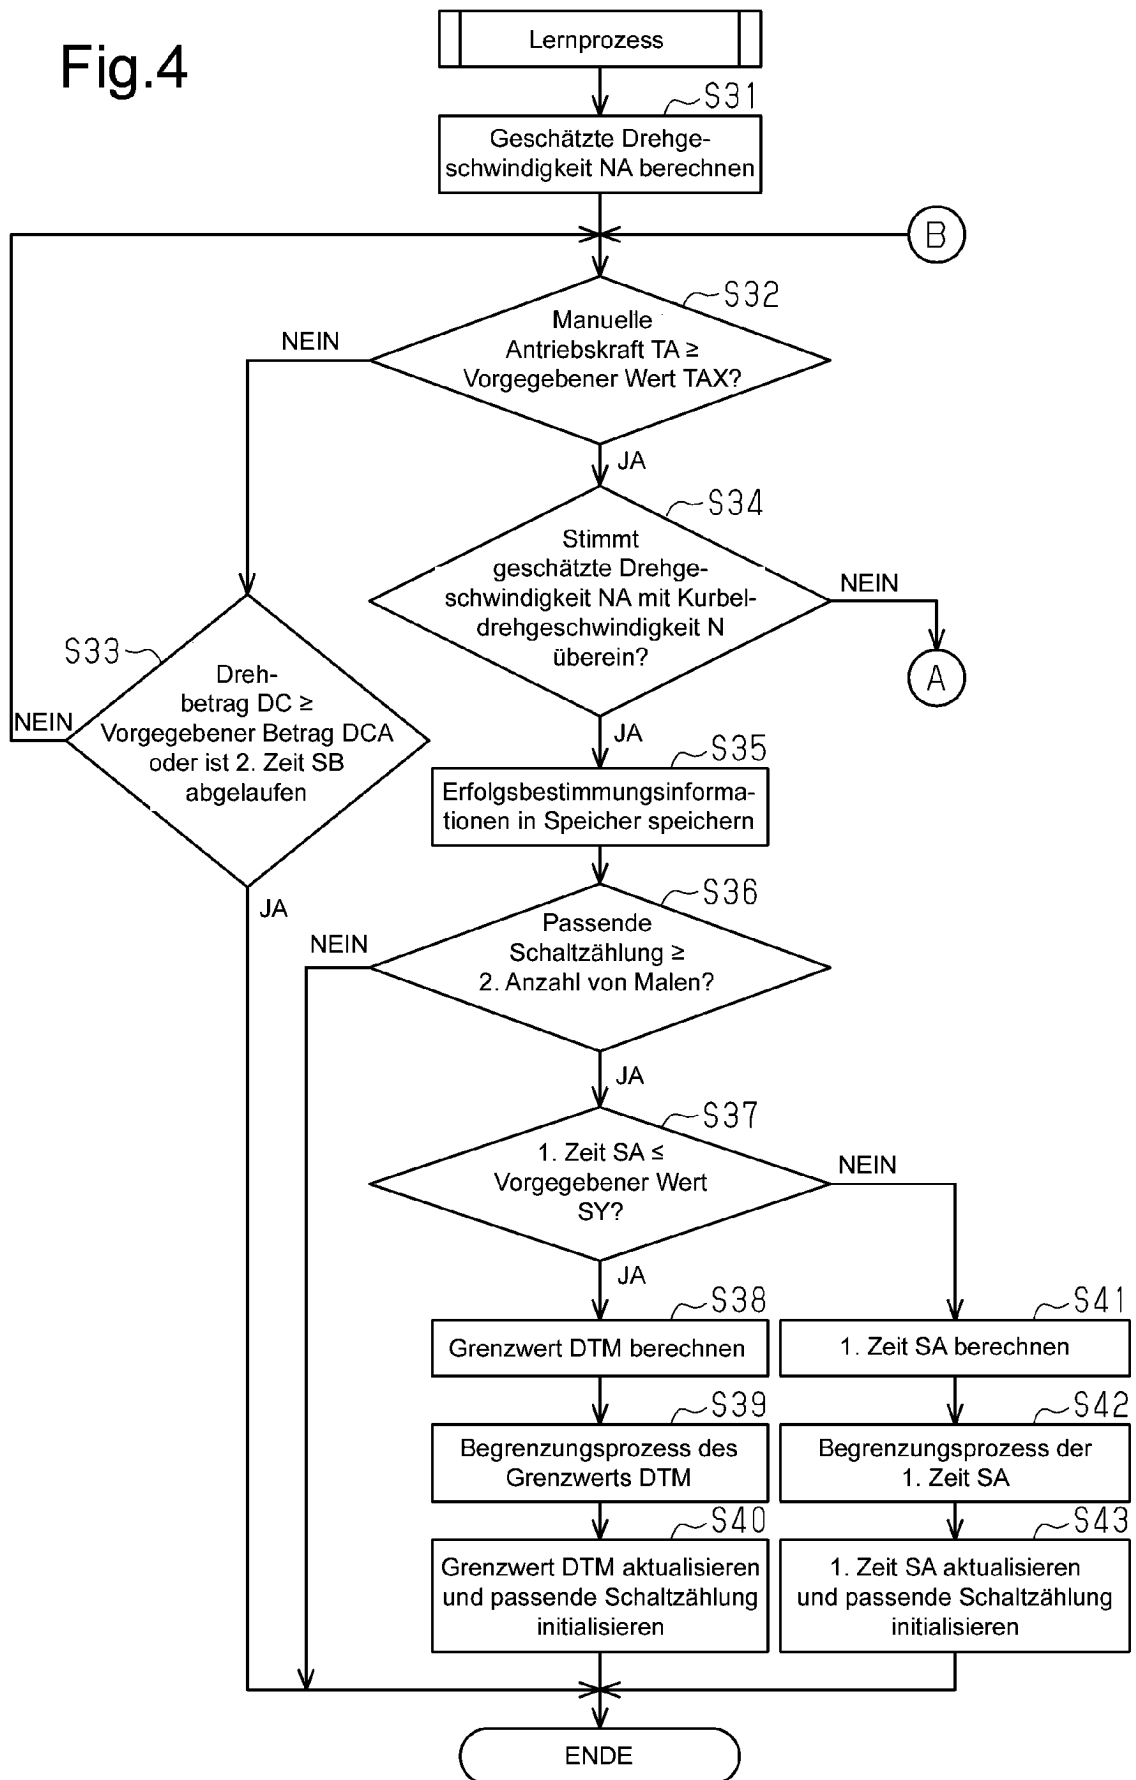 Fig.4
Lernprozess
S31
Geschätzte Drehge-
schwindigkeit NA berechnen
B
S32
Manuelle
Antriebskraft TA ≥
Vorgegebener Wert TAX?
NEIN
JA
S34
Stimmt
geschätzte Drehge-
schwindigkeit NA mit Kurbel-
drehgeschwindigkeit N
überein?
NEIN
A
JA
S33
Dreh-
betrag DC ≥
Vorgegebener Betrag DCA
oder ist 2. Zeit SB
abgelaufen
NEIN
JA
S35
Erfolgsbestimmungsinforma-
tionen in Speicher speichern
S36
Passende
Schaltzählung ≥
2. Anzahl von Malen?
NEIN
JA
S37
1. Zeit SA ≤
Vorgegebener Wert
SY?
NEIN
JA
S38
Grenzwert DTM berechnen
S41
1. Zeit SA berechnen
S39
Begrenzungsprozess des
Grenzwerts DTM
S42
Begrenzungsprozess der
1. Zeit SA
S40
Grenzwert DTM aktualisieren
und passende Schaltzählung
initialisieren
S43
1. Zeit SA aktualisieren
und passende Schaltzählung
initialisieren
ENDE